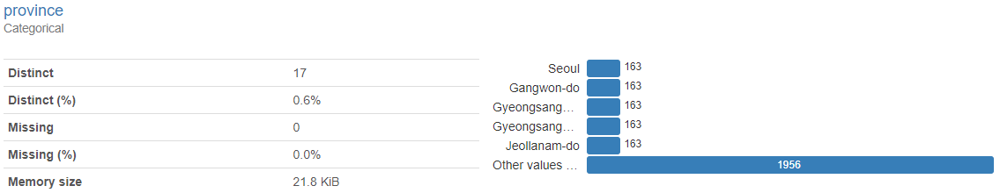 province
Categorical
Distinct 17
Distinct (%) 0.6%
Missing 0
Missing (%) 0.0%
Memory size 21.8 KiB
Seoul 163
Gangwon-do 163
Gyeongsang… 163
Gyeongsang… 163
Jeollanam-do 163
Other values … 1956